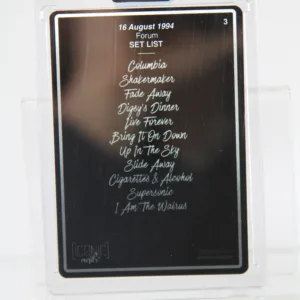 16 August 1994
3
Forum
SET LIST
Columbia
Shakermaker
Fade Away
Digsy's Dinner
Live Forever
Bring It On Down
Up In The Sky
Slide Away
Cigarettes & Alcohol
Supersonic
I Am The Walrus